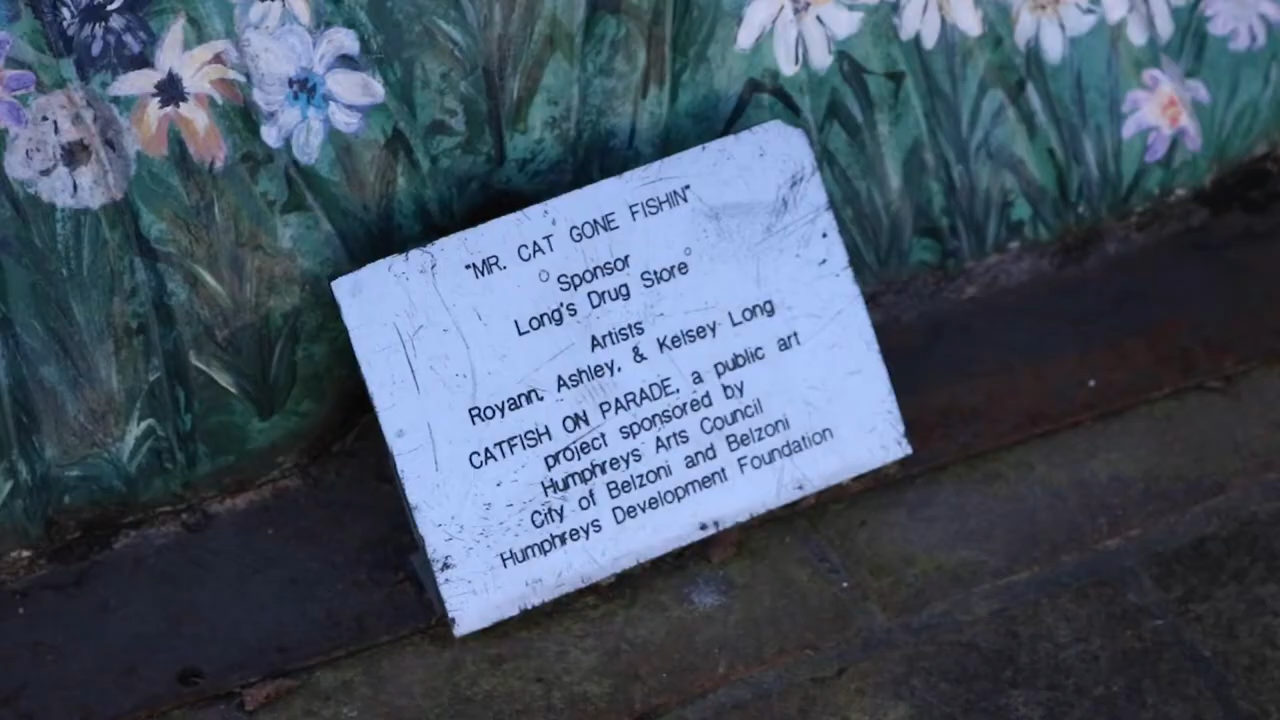 "MR. CAT GONE FISHIN"
Sponsor
Long's Drug Store
Artists
Royann, Ashley, & Kelsey Long
CATFISH ON PARADE, a public art
project sponsored by
Humphreys Arts Council
City of Belzoni and Belzoni
Humphreys Development Foundation